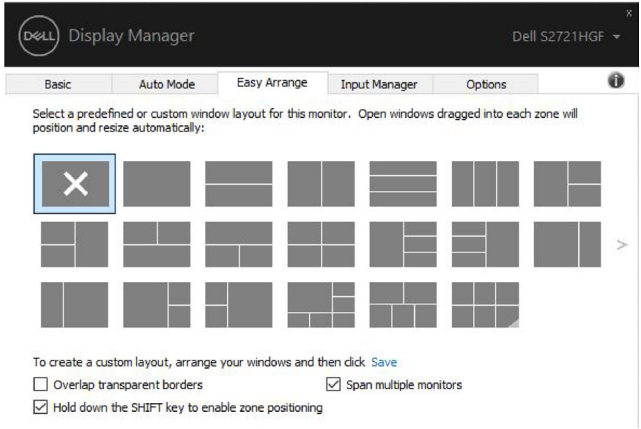 x
DELL Display Manager
Dell S2721HGF
Basic Auto Mode Easy Arrange Input Manager Options
Select a predefined or custom window layout for this monitor. Open windows dragged into each zone will
position and resize automatically:
To create a custom layout, arrange your windows and then click Save
Overlap transparent borders Span multiple monitors
Hold down the SHIFT key to enable zone positioning